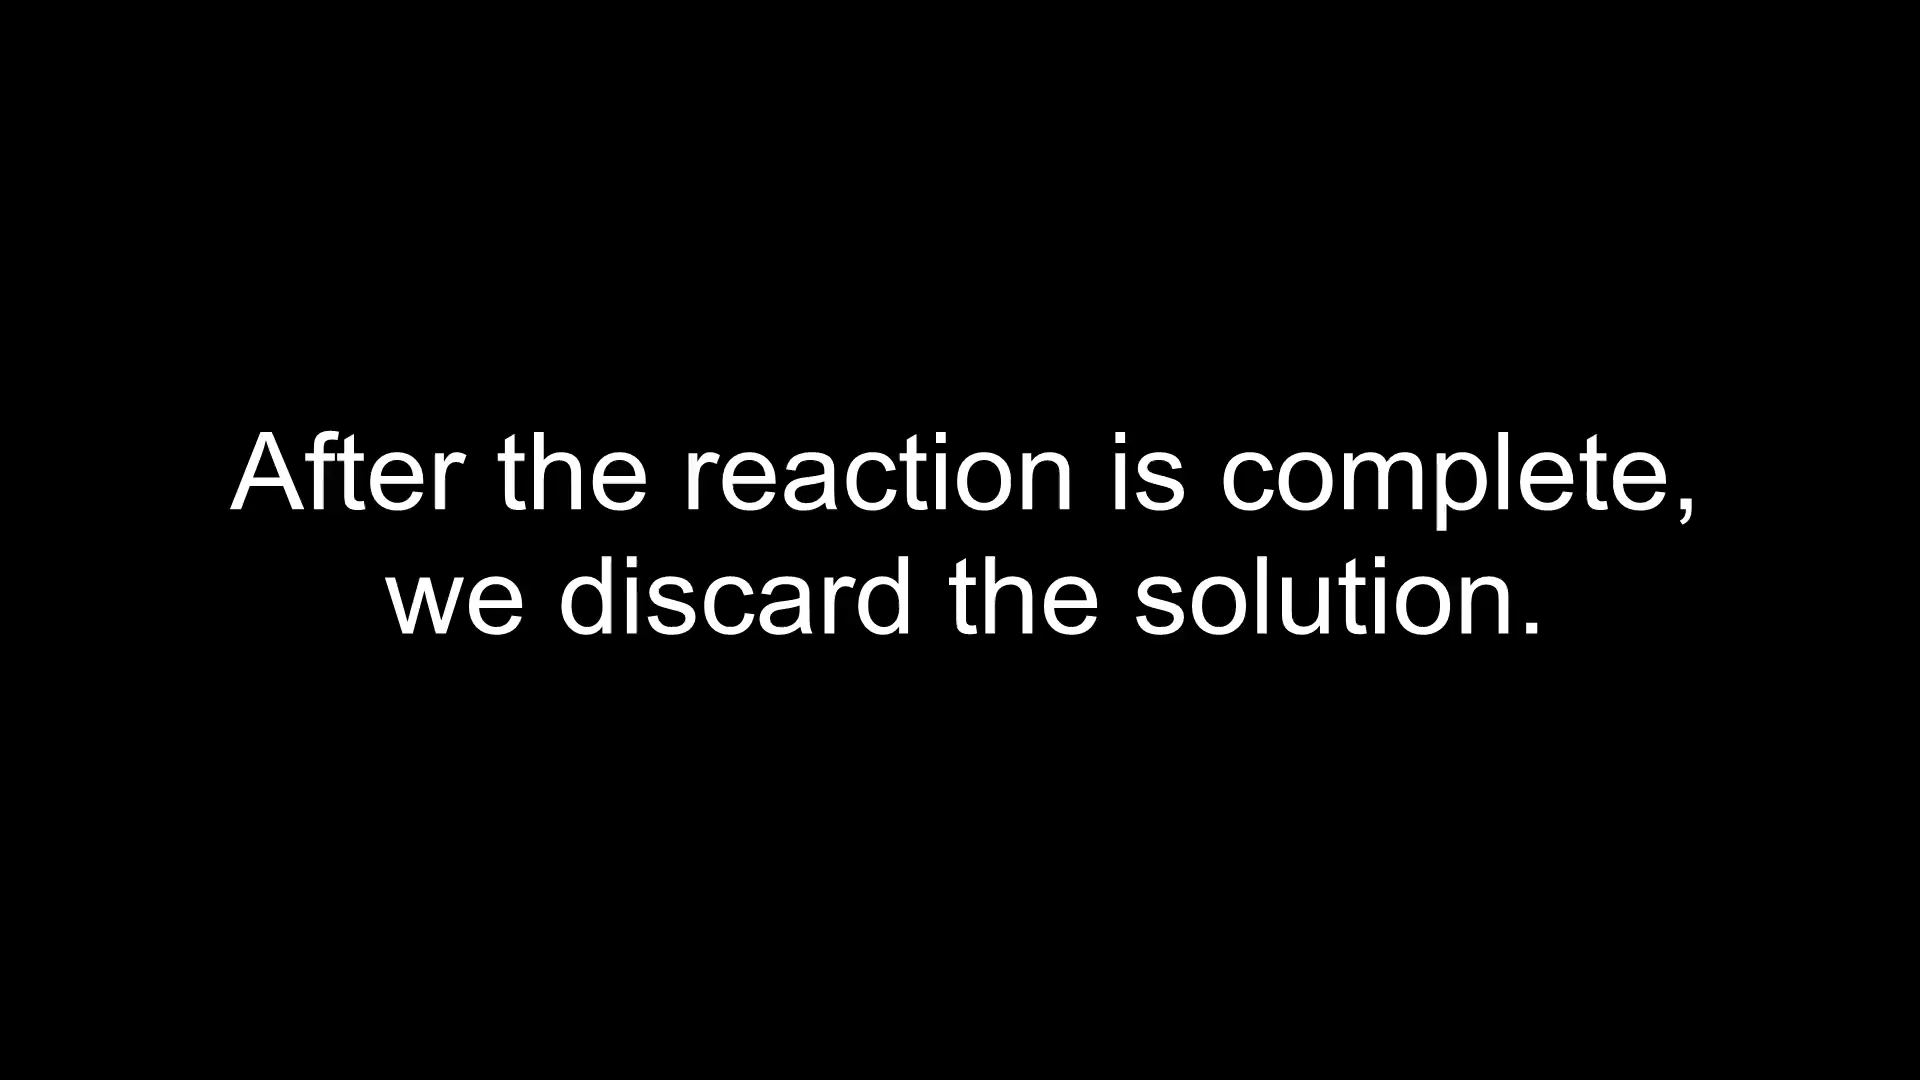 After the reaction is complete,
we discard the solution.